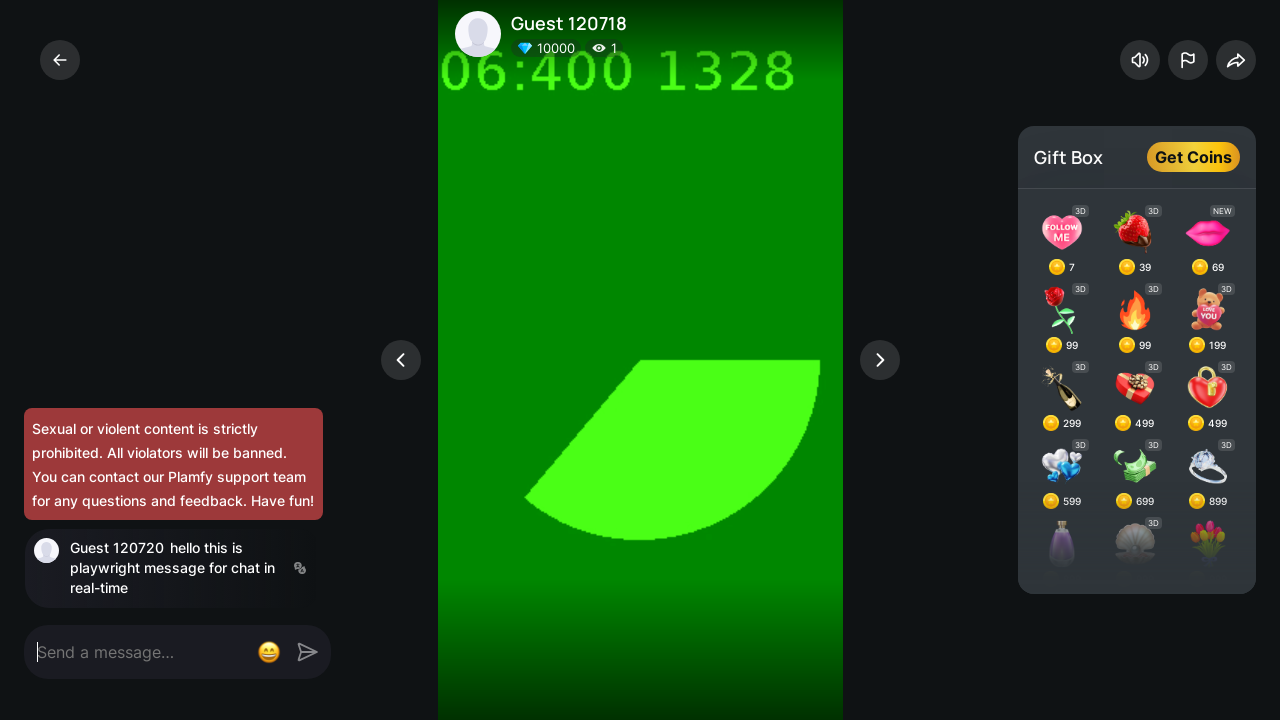 Guest 120718
10000 1
06:400 1328
Gift Box Get Coins
3D 3D NEW
FOLLOW
ME
7 39 69
3D 3D 3D
LOVE
YOU
99 99 199
3D 3D 3D
299 499 499
3D 3D 3D
599 699 899
3D
Sexual or violent content is strictly
prohibited. All violators will be banned.
You can contact our Plamfy support team
for any questions and feedback. Have fun!
Guest 120720 hello this is
playwright message for chat in
real-time
Send a message...